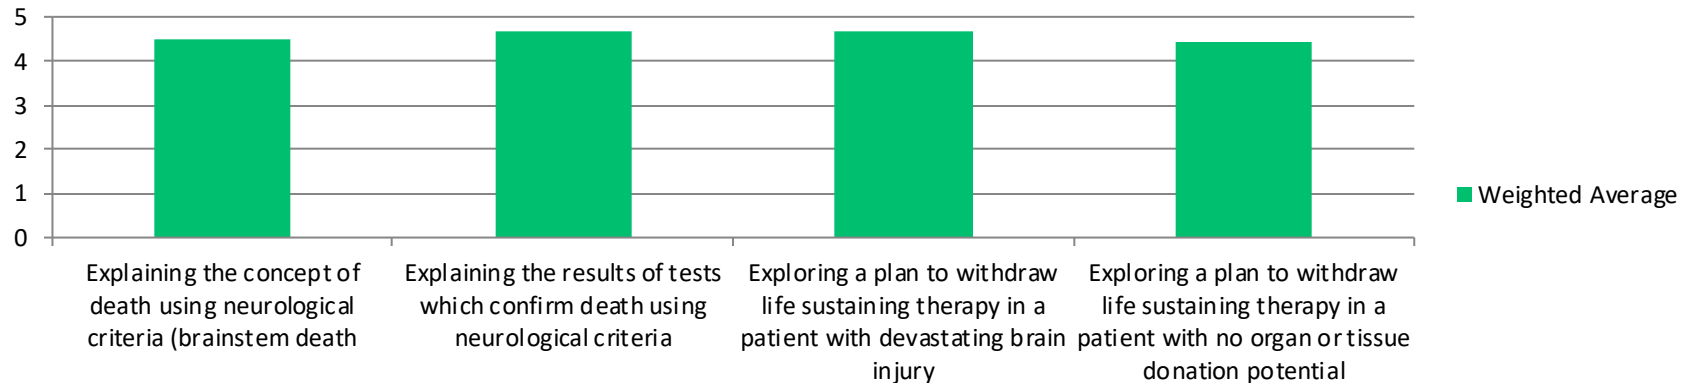 5
4
3
2
1
0
Explaining the concept of
death using neurological
criteria (brainstem death
Explaining the results of tests
which confirm death using
neurological criteria
Exploring a plan to withdraw
life sustaining therapy in a
patient with devastating brain
injury
Exploring a plan to withdraw
life sustaining therapy in a
patient with no organ or tissue
donation potential
Weighted Average